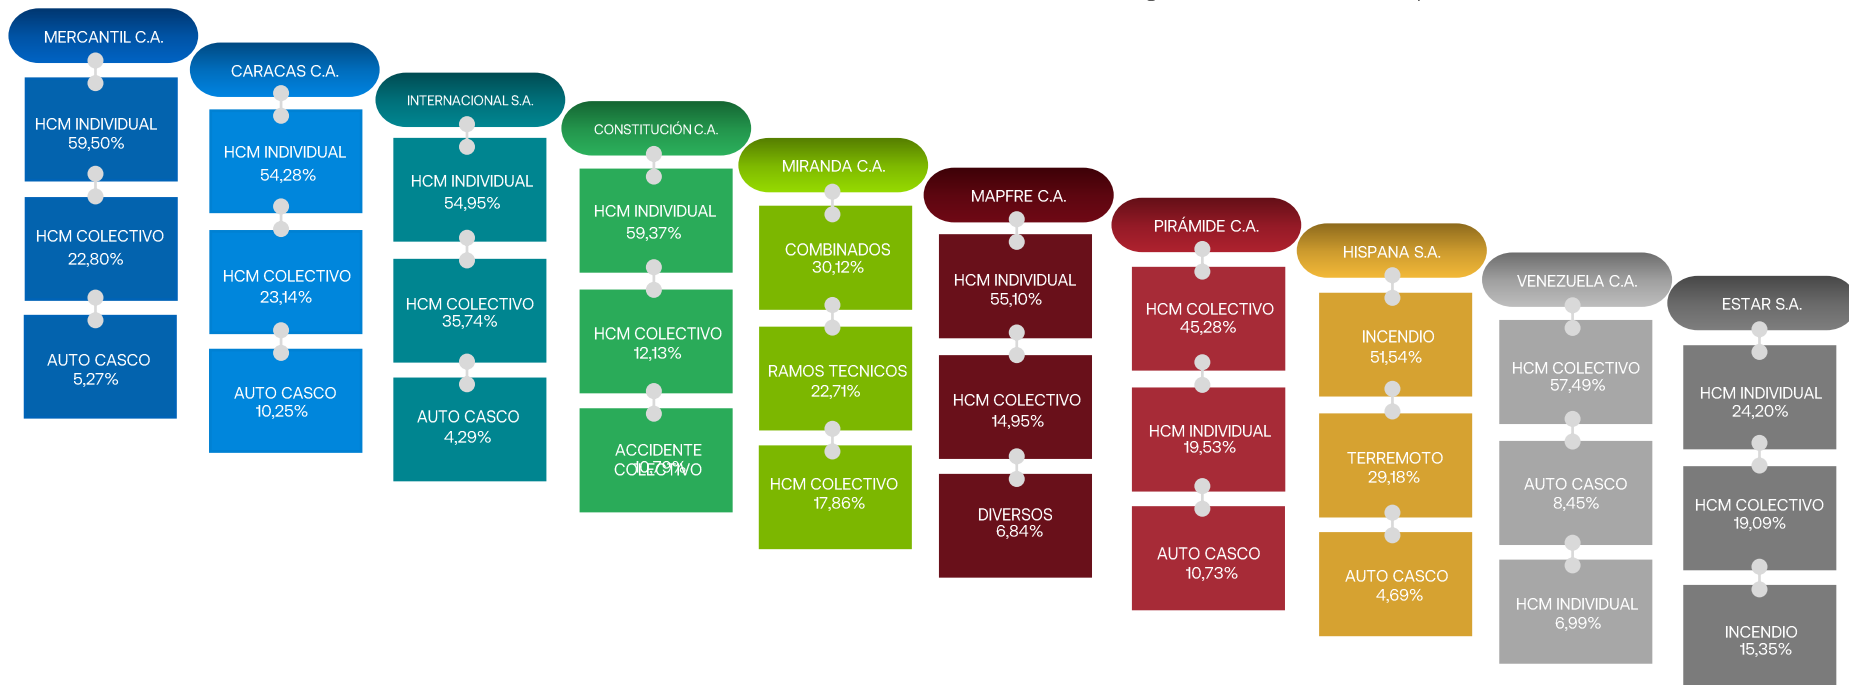 MERCANTIL C.A.
HCM INDIVIDUAL
59,50%
HCM COLECTIVO
22,80%
AUTO CASCO
5,27%
CARACAS C.A.
HCM INDIVIDUAL
54,28%
HCM COLECTIVO
23,14%
AUTO CASCO
10,25%
INTERNACIONAL S.A.
HCM INDIVIDUAL
54,95%
HCM COLECTIVO
35,74%
AUTO CASCO
4,29%
CONSTITUCIÓN C.A.
HCM INDIVIDUAL
59,37%
HCM COLECTIVO
12,13%
ACCIDENTE
COLECTIVO
10,79%
MIRANDA C.A.
COMBINADOS
30,12%
RAMOS TECNICOS
22,71%
HCM COLECTIVO
17,86%
MAPFRE C.A.
HCM INDIVIDUAL
55,10%
HCM COLECTIVO
14,95%
DIVERSOS
6,84%
PIRÁMIDE C.A.
HCM COLECTIVO
45,28%
HCM INDIVIDUAL
19,53%
AUTO CASCO
10,73%
HISPANA S.A.
INCENDIO
51,54%
TERREMOTO
29,18%
AUTO CASCO
4,69%
VENEZUELA C.A.
HCM COLECTIVO
57,49%
AUTO CASCO
8,45%
HCM INDIVIDUAL
6,99%
ESTAR S.A.
HCM INDIVIDUAL
24,20%
HCM COLECTIVO
19,09%
INCENDIO
15,35%